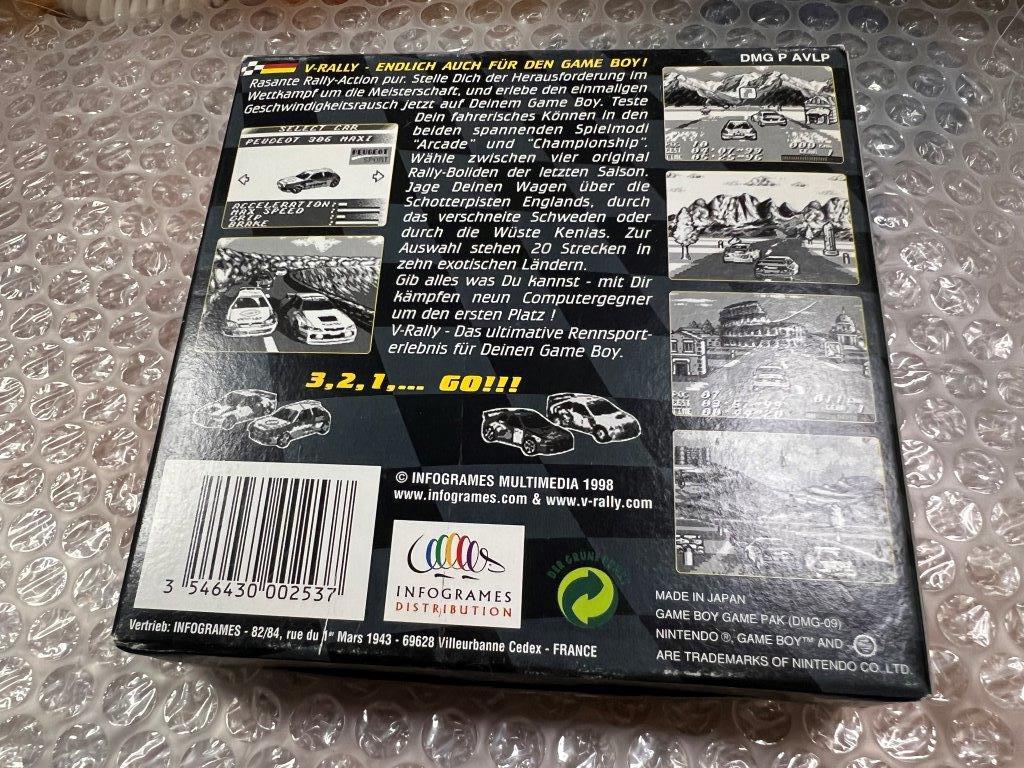 V-RALLY - ENDLICH AUCH FÜR DEN GAME BOY!
Rasante Rally-Action pur. Stelle Dich der Herausforderung im
Wettkampf um die Meisterschaft, und erlebe den einmaligen
Geschwindigkeitsrausch jetzt auf Deinem Game Boy. Teste
Dein fahrerisches Können in den
beiden spannenden Spielmodi
"Arcade" und "Championship".
Wähle zwischen vier original
Rally-Boliden der letzten Saison.
Jage Deinen Wagen über die
Schotterpisten Englands, durch
das verschneite Schweden oder
durch die Wüste Kenias. Zur
Auswahl stehen 20 Strecken in
zehn exotischen Ländern.
Gib alles was Du kannst - mit Dir
kämpfen neun Computergegner
um den ersten Platz !
V-Rally - Das ultimative Rennsport-
erlebnis für Deinen Game Boy.
SELECT CAR
PEUGEOT 306 MAXI
PEUGEOT
SPORT
ACCELERATION:
MAX SPEED
GRIP
BRAKE
3,2,1,... GO!!!
DMG P AVLP
© INFOGRAMES MULTIMEDIA 1998
www.infogrames.com & www.v-rally.com
3 546430 002537
INFOGRAMES
DISTRIBUTION
DER GRÜNE
Vertrieb: INFOGRAMES - 82/84, rue du 1er Mars 1943 - 69628 Villeurbanne Cedex - FRANCE
MADE IN JAPAN
GAME BOY GAME PAK (DMG-09)
NINTENDO ®, GAME BOY™ AND
ARE TRADEMARKS OF NINTENDO CO.,LTD.